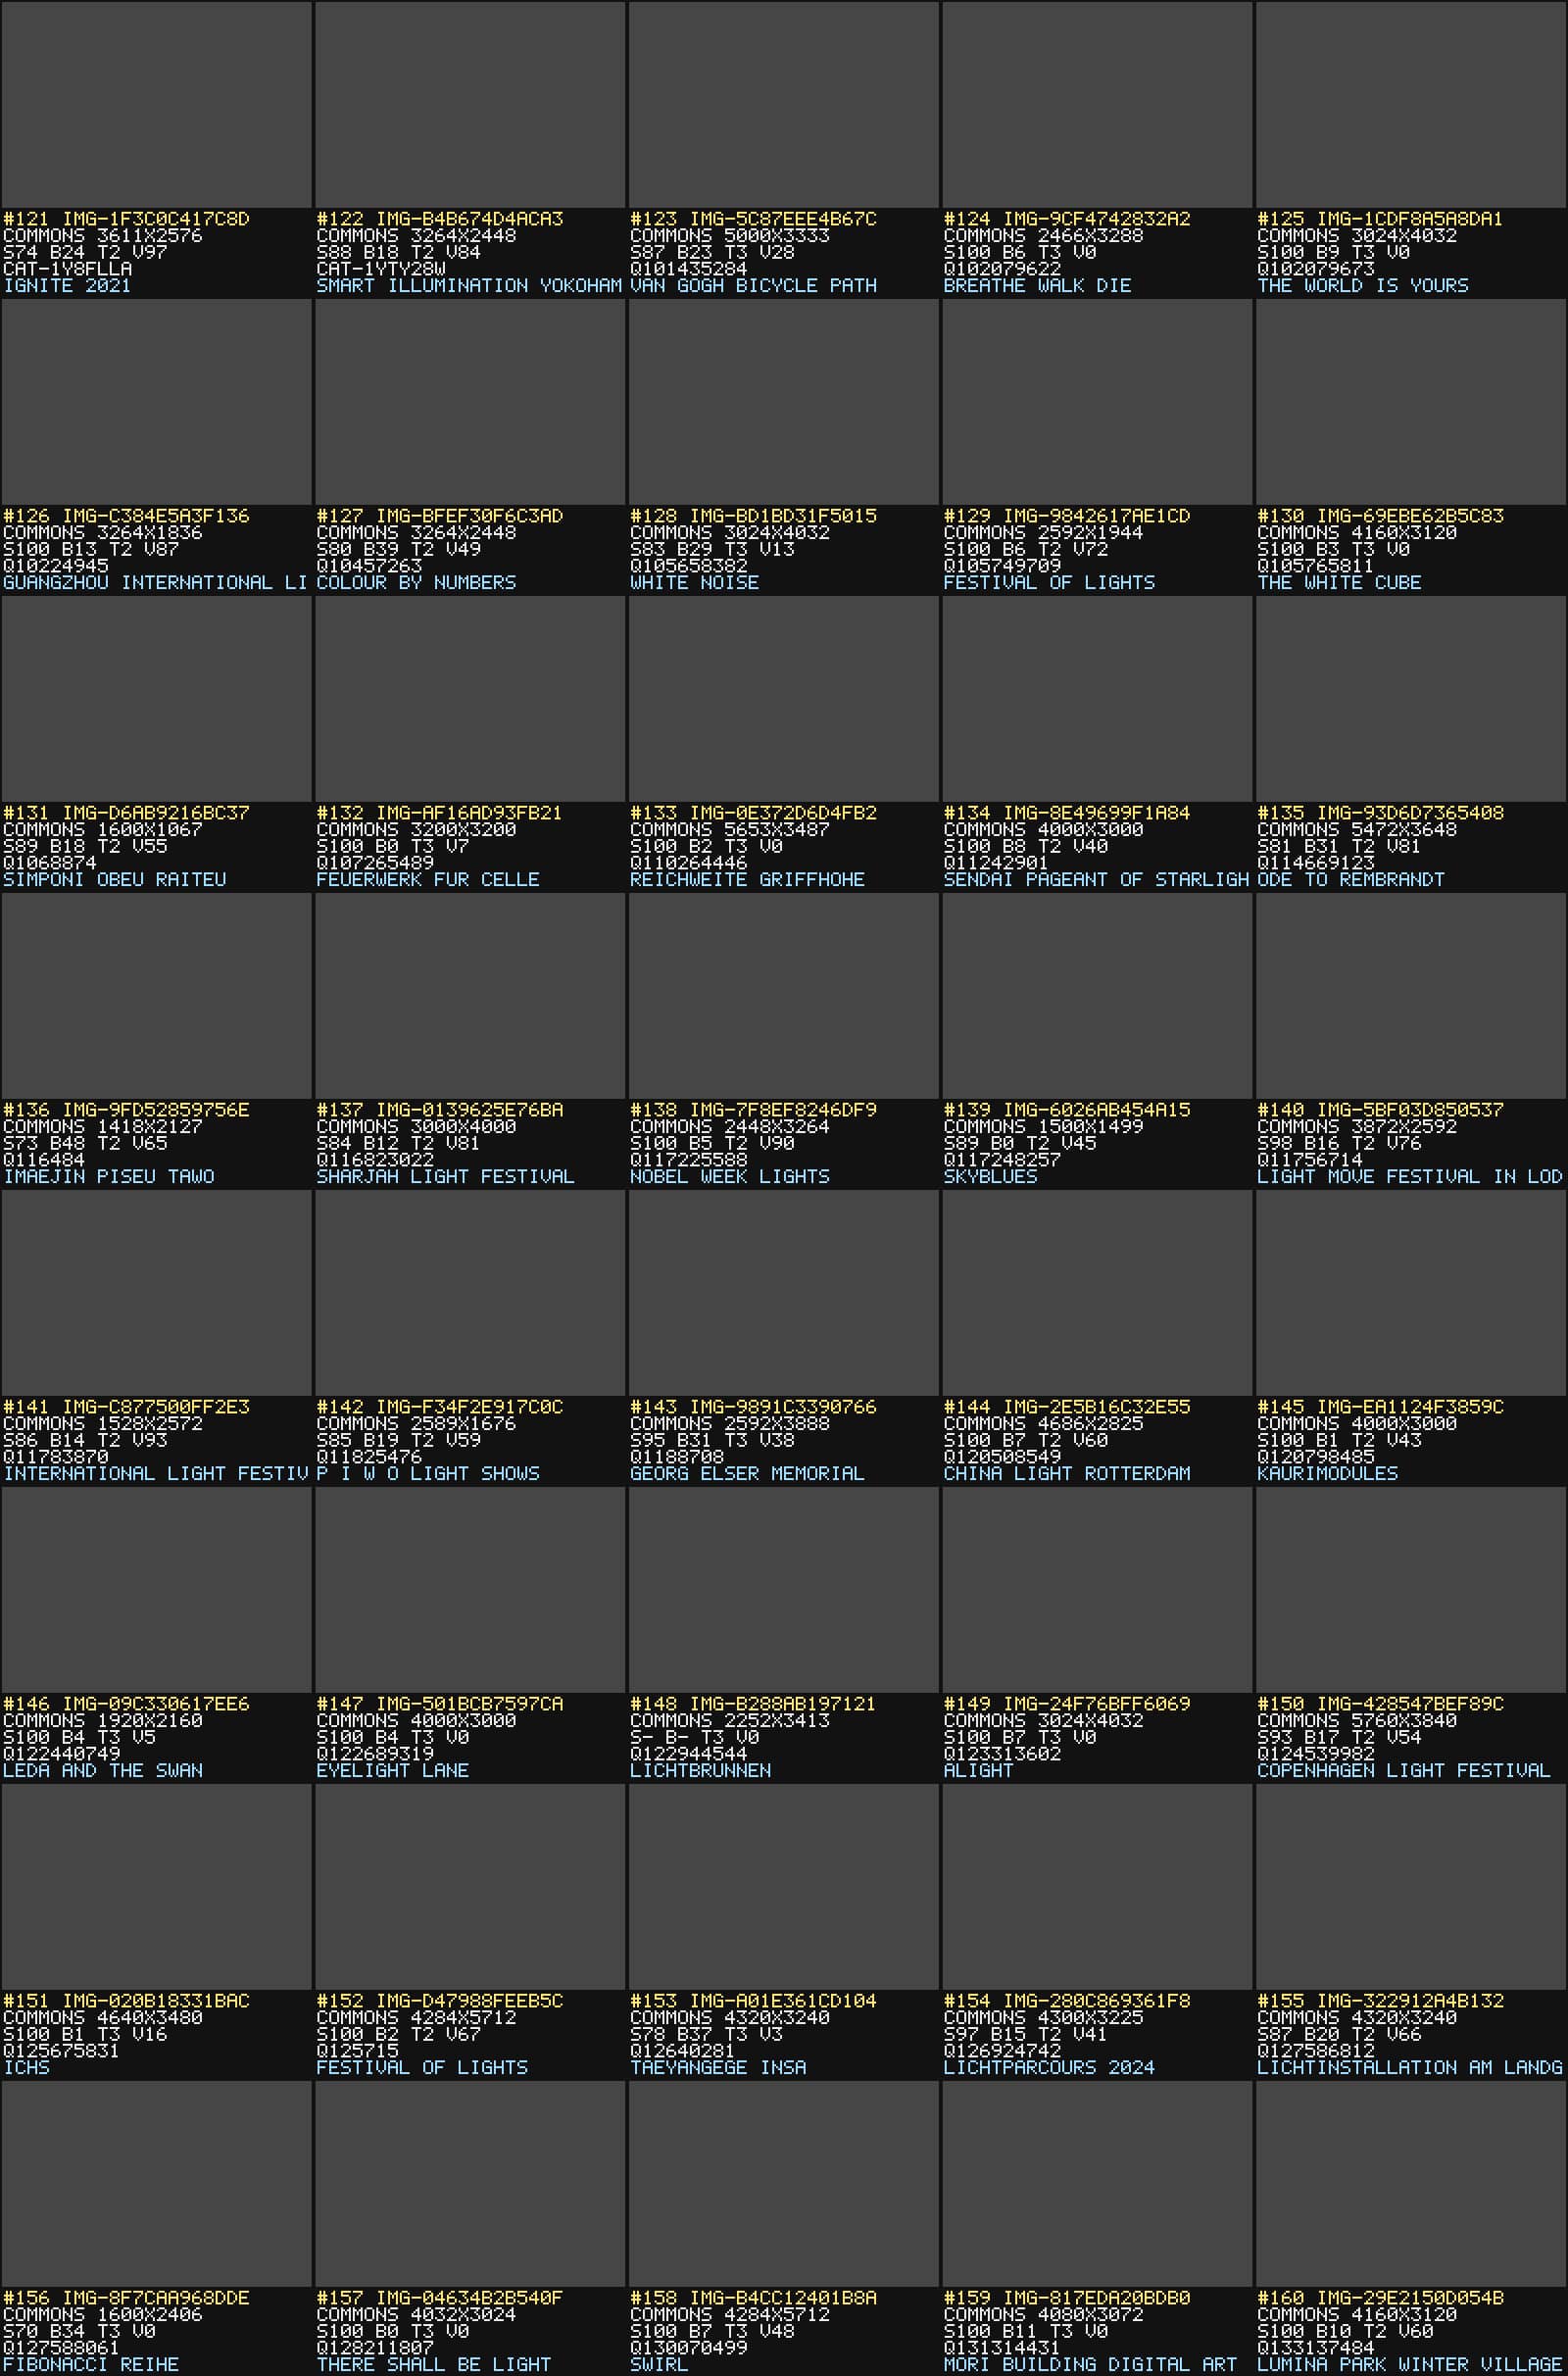 #121 IMG-1F3C0C417C8D
COMMONS 3611X2576
S74 B24 T2 V97
CAT-1Y8FLLA
IGNITE 2021
#122 IMG-B4B674D4ACA3
COMMONS 3264X2448
S88 B18 T2 V84
CAT-1YTY28W
SMART ILLUMINATION YOKOHAM
#123 IMG-5C87EEE4B67C
COMMONS 5000X3333
S87 B23 T3 V28
Q101435284
VAN GOGH BICYCLE PATH
#124 IMG-9CF4742832A2
COMMONS 2466X3288
S100 B6 T3 V0
Q102079622
BREATHE WALK DIE
#125 IMG-1CDF8A5A8DA1
COMMONS 3024X4032
S100 B9 T3 V0
Q102079673
THE WORLD IS YOURS
#126 IMG-C384E5A3F136
COMMONS 3264X1836
S100 B13 T2 V87
Q10224945
GUANGZHOU INTERNATIONAL LI
#127 IMG-BFEF30F6C3AD
COMMONS 3264X2448
S80 B39 T2 V49
Q10457263
COLOUR BY NUMBERS
#128 IMG-BD1BD31F5015
COMMONS 3024X4032
S83 B29 T3 V13
Q105658382
WHITE NOISE
#129 IMG-9842617AE1CD
COMMONS 2592X1944
S100 B6 T2 V72
Q105749709
FESTIVAL OF LIGHTS
#130 IMG-69EBE62B5C83
COMMONS 4160X3120
S100 B3 T3 V0
Q105765811
THE WHITE CUBE
#131 IMG-D6AB9216BC37
COMMONS 1600X1067
S89 B18 T2 V55
Q1068874
SIMPONI OBEU RAITEU
#132 IMG-AF16AD93FB21
COMMONS 3200X3200
S100 B0 T3 V7
Q107265489
FEUERWERK FUR CELLE
#133 IMG-0E372D6D4FB2
COMMONS 5653X3487
S100 B2 T3 V0
Q110264446
REICHWEITE GRIFFHOHE
#134 IMG-8E49699F1A84
COMMONS 4000X3000
S100 B8 T2 V40
Q11242901
SENDAI PAGEANT OF STARLIGH
#135 IMG-93D6D7365408
COMMONS 5472X3648
S81 B31 T2 V81
Q114669123
ODE TO REMBRANDT
#136 IMG-9FD52859756E
COMMONS 1418X2127
S73 B48 T2 V65
Q116484
IMAEJIN PISEU TAWO
#137 IMG-0139625E76BA
COMMONS 3000X4000
S84 B12 T2 V81
Q116823022
SHARJAH LIGHT FESTIVAL
#138 IMG-7F8EF8246DF9
COMMONS 2448X3264
S100 B5 T2 V90
Q117225588
NOBEL WEEK LIGHTS
#139 IMG-6026AB454A15
COMMONS 1500X1499
S89 B0 T2 V45
Q117248257
SKYBLUES
#140 IMG-5BF03D850537
COMMONS 3872X2592
S98 B16 T2 V76
Q11756714
LIGHT MOVE FESTIVAL IN LOD
#141 IMG-C877500FF2E3
COMMONS 1528X2572
S86 B14 T2 V93
Q11783870
INTERNATIONAL LIGHT FESTIV
#142 IMG-F34F2E917C0C
COMMONS 2589X1676
S85 B19 T2 V59
Q11825476
P I W O LIGHT SHOWS
#143 IMG-9891C3390766
COMMONS 2592X3888
S95 B31 T3 V38
Q1188708
GEORG ELSER MEMORIAL
#144 IMG-2E5B16C32E55
COMMONS 4686X2825
S100 B7 T2 V60
Q120508549
CHINA LIGHT ROTTERDAM
#145 IMG-EA1124F3859C
COMMONS 4000X3000
S100 B1 T2 V43
Q120798485
KAURIMODULES
#146 IMG-09C330617EE6
COMMONS 1920X2160
S100 B4 T3 V5
Q122440749
LEDA AND THE SWAN
#147 IMG-501BCB7597CA
COMMONS 4000X3000
S100 B4 T3 V0
Q122689319
EYELIGHT LANE
#148 IMG-B288AB197121
COMMONS 2252X3413
S- B- T3 V0
Q122944544
LICHTBRUNNEN
#149 IMG-24F76BFF6069
COMMONS 3024X4032
S100 B7 T3 V0
Q123313602
ALIGHT
#150 IMG-428547BEF89C
COMMONS 5760X3840
S93 B17 T2 V54
Q124539982
COPENHAGEN LIGHT FESTIVAL
#151 IMG-020B18331BAC
COMMONS 4640X3480
S100 B1 T3 V16
Q125675831
ICHS
#152 IMG-D47988FEEB5C
COMMONS 4284X5712
S100 B2 T2 V67
Q125715
FESTIVAL OF LIGHTS
#153 IMG-A01E361CD104
COMMONS 4320X3240
S78 B37 T3 V3
Q12640281
TAEYANGEGE INSA
#154 IMG-280C869361F8
COMMONS 4300X3225
S97 B15 T2 V41
Q126924742
LICHTPARCOURS 2024
#155 IMG-322912A4B132
COMMONS 4320X3240
S87 B20 T2 V66
Q127586812
LICHTINSTALLATION AM LANDG
#156 IMG-8F7CAA968DDE
COMMONS 1600X2406
S70 B34 T3 V0
Q127588061
FIBONACCI REIHE
#157 IMG-04634B2B540F
COMMONS 4032X3024
S100 B0 T3 V0
Q128211807
THERE SHALL BE LIGHT
#158 IMG-B4CC12401B8A
COMMONS 4284X5712
S100 B7 T3 V48
Q130070499
SWIRL
#159 IMG-817EDA20BDB0
COMMONS 4080X3072
S100 B11 T3 V0
Q131314431
MORI BUILDING DIGITAL ART
#160 IMG-29E2150D054B
COMMONS 4160X3120
S100 B10 T2 V60
Q133137484
LUMINA PARK WINTER VILLAGE